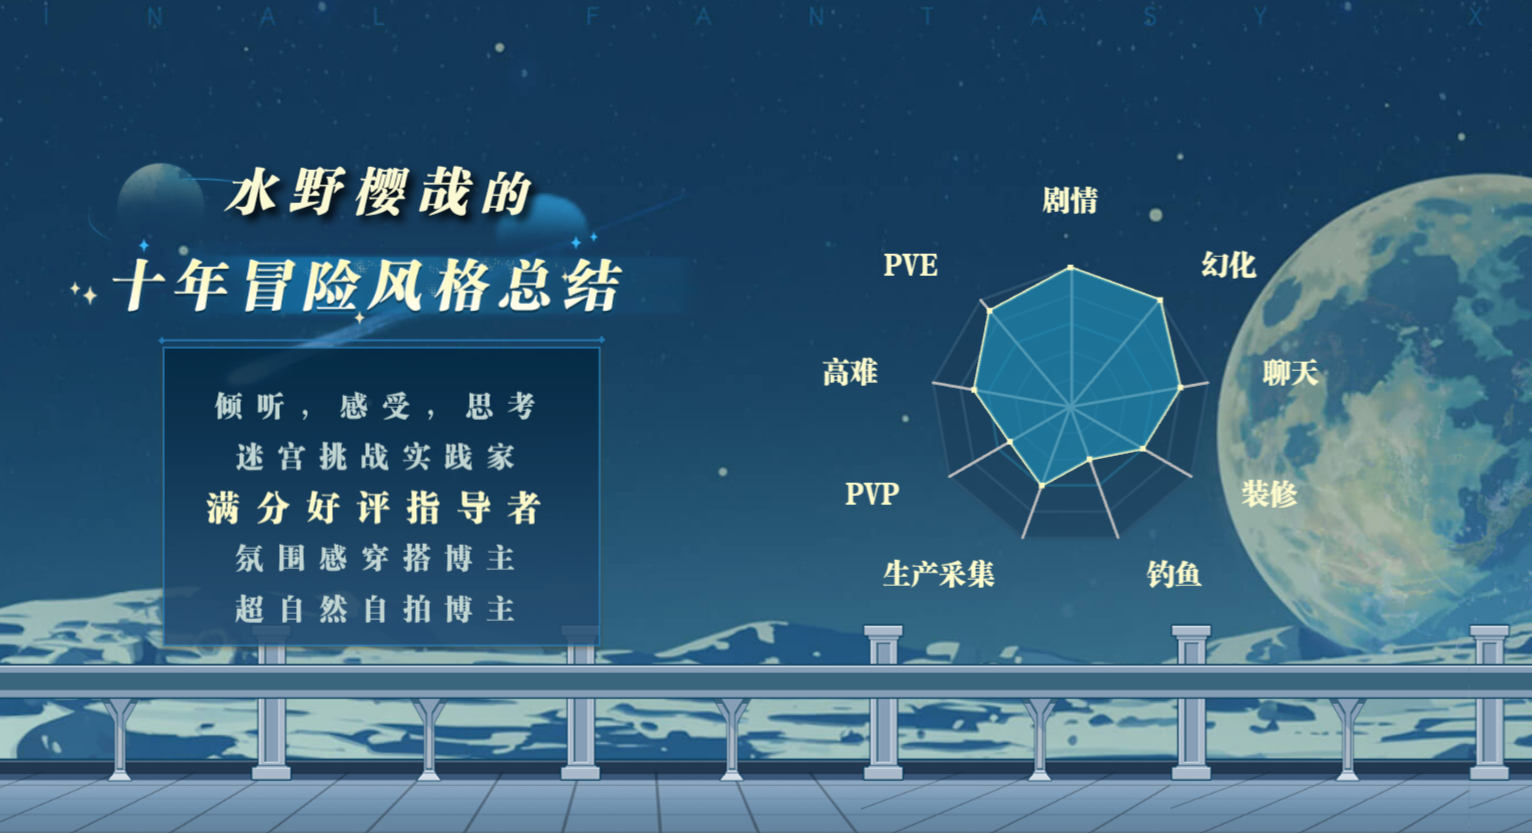 INAL FANTASY X
水野樱哉的
十年冒险风格总结
倾听，感受，思考
迷宫挑战实践家
满分好评指导者
氛围感穿搭博主
超自然自拍博主
剧情
PVE
幻化
高难
聊天
PVP
装修
生产采集
钓鱼